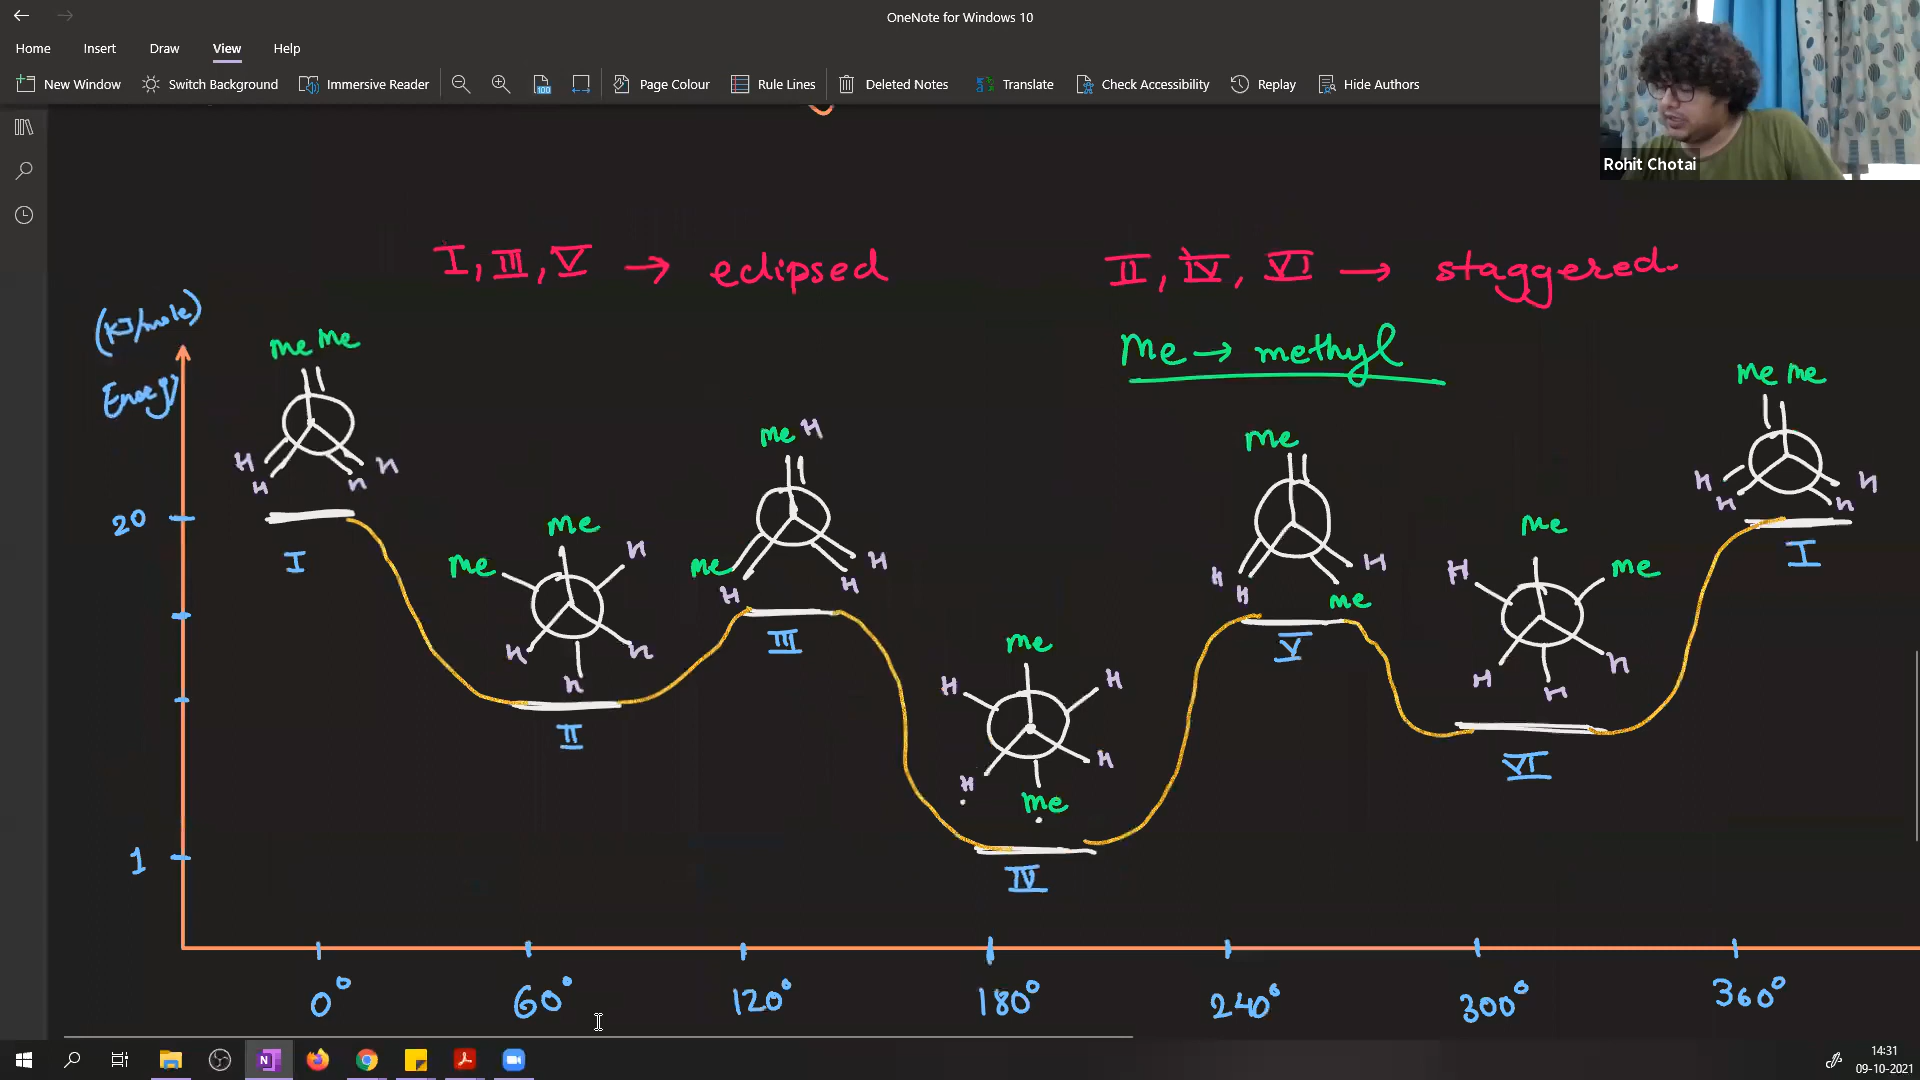 OneNote for Windows 10
Home Insert Draw View Help
New Window Switch Background Immersive Reader 100 Page Colour Rule Lines Deleted Notes Translate Check Accessibility Replay Hide Authors
Rohit Chotai
I, III, V → eclipsed
II, IV, VI → staggered.
(KJ/mole)
Energy
Me → methyl
Me Me
H H
H H
I
Me
Me H
H H
H
II
Me H
Me H
H H
III
Me
H H
H H
Me
IV
Me
H H
H Me
V
Me
H Me
H H
H
VI
Me Me
H H
H H
I
20
1
0° 60° 120° 180° 240° 300° 360°
N
14:31
09-10-2021